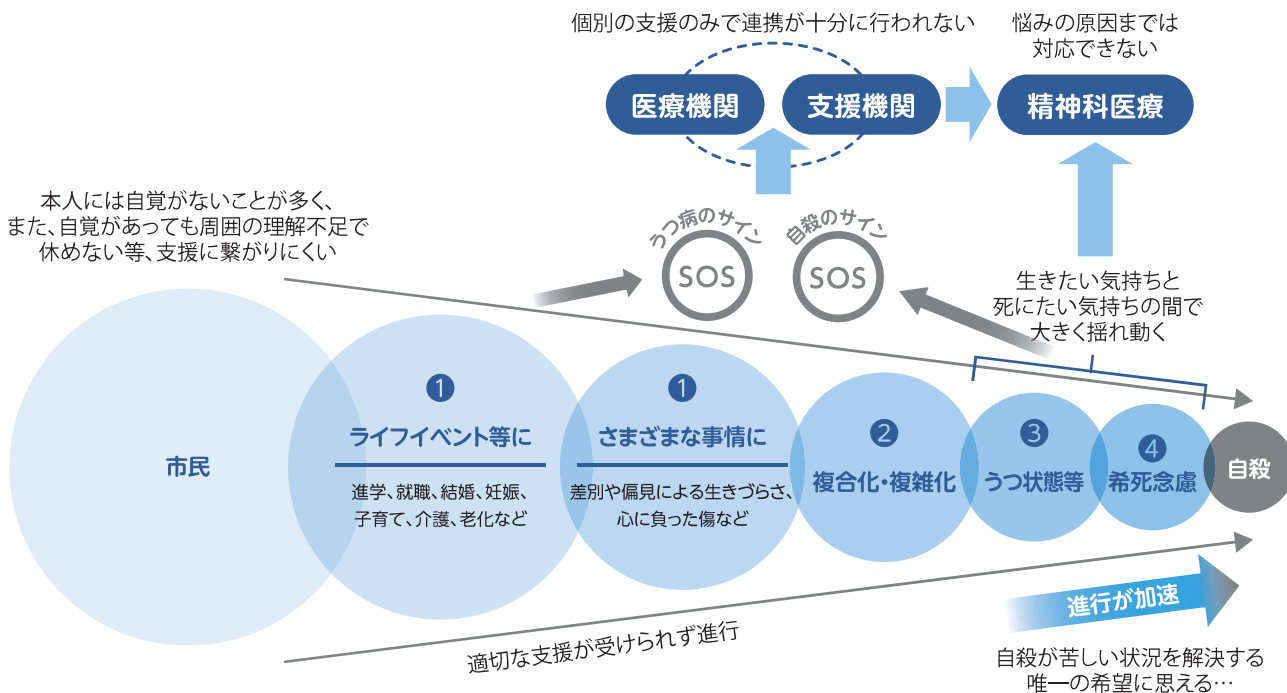 個別の支援のみで連携が十分に行われない
悩みの原因までは
対応できない
医療機関
支援機関
精神科医療
本人には自覚がないことが多く、
また、自覚があっても周囲の理解不足で
休めない等、支援に繋がりにくい
うつ病のサイン
SOS
自殺のサイン
SOS
生きたい気持ちと
死にたい気持ちの間で
大きく揺れ動く
市民
1
ライフイベント等に
進学、就職、結婚、妊娠、
子育て、介護、老化など
1
さまざまな事情に
差別や偏見による生きづらさ、
心に負った傷など
2
複合化・複雑化
3
うつ状態等
4
希死念慮
自殺
進行が加速
適切な支援が受けられず進行
自殺が苦しい状況を解決する
唯一の希望に思える…